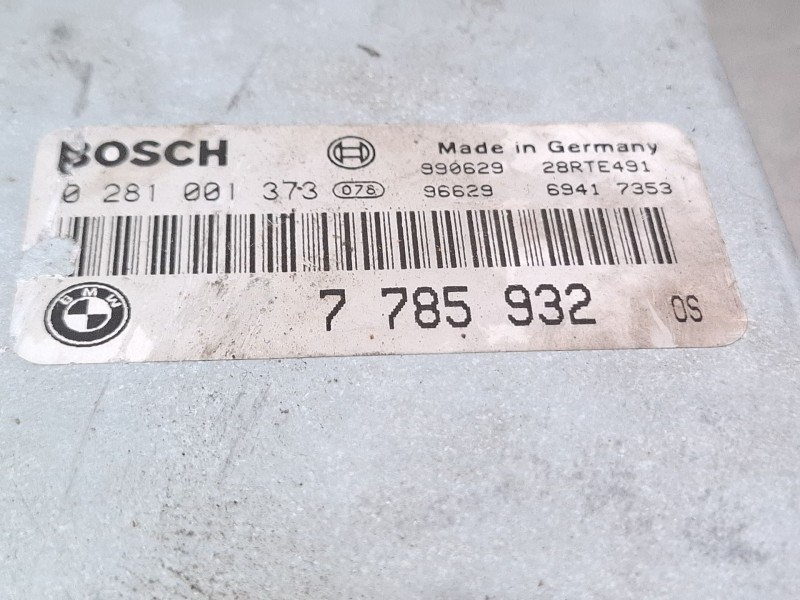 BOSCH Made in Germany
990629 28RTE491
0 281 001 373 078 96629 6941 7353
BMW 7 785 932 OS